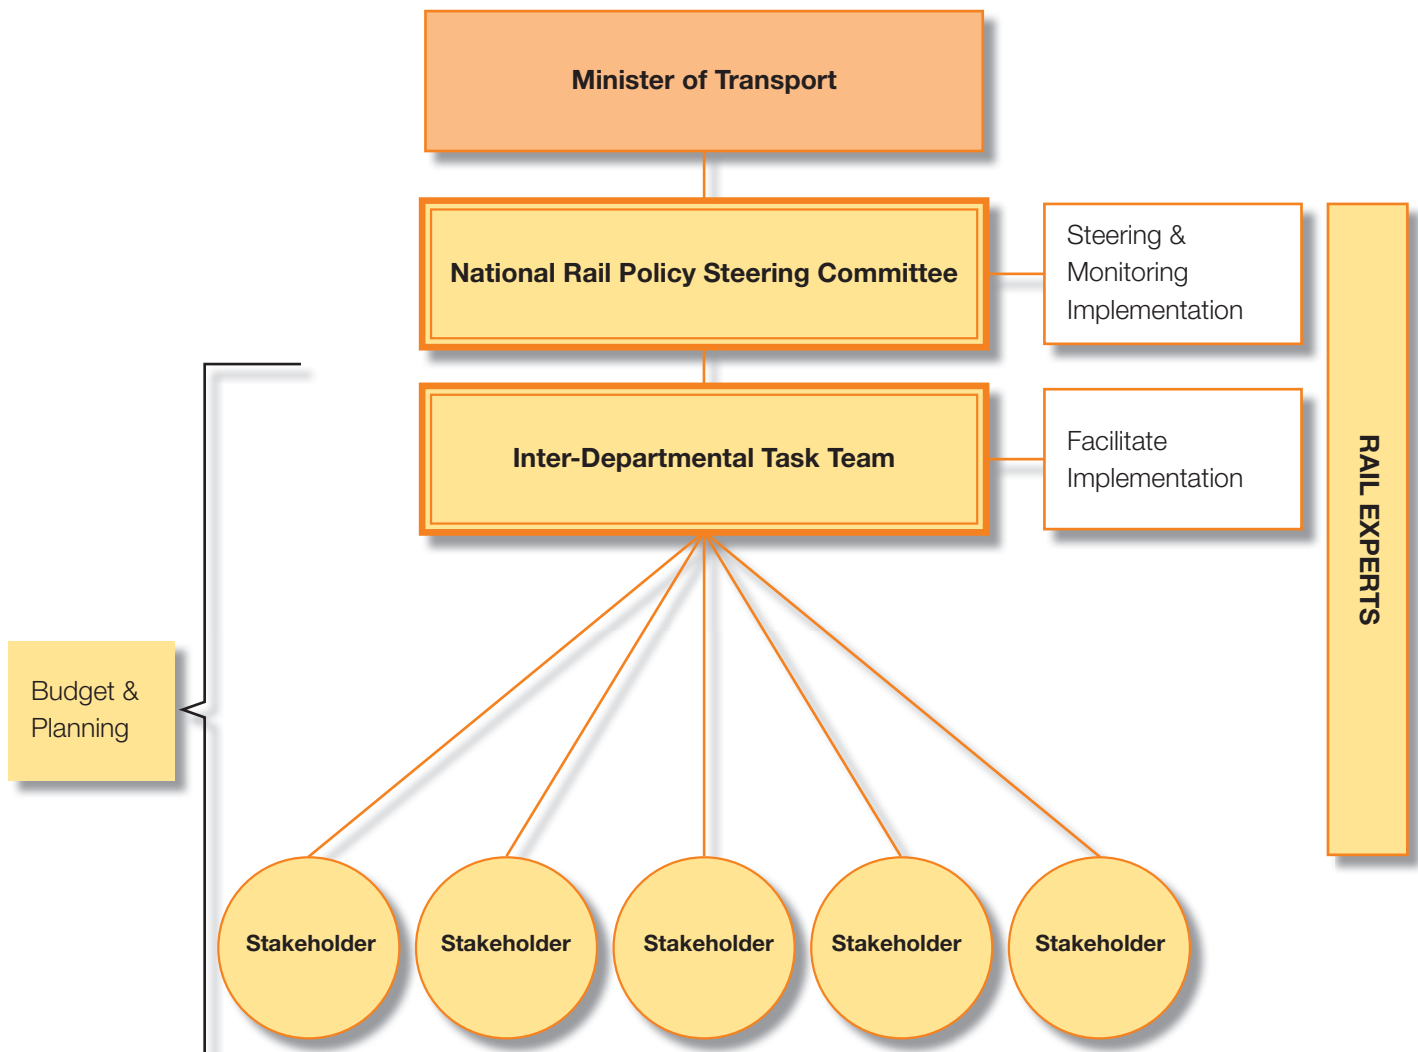 Minister of Transport
National Rail Policy Steering Committee
Steering &
Monitoring
Implementation
Inter-Departmental Task Team
Facilitate
Implementation
RAIL EXPERTS
Budget &
Planning
Stakeholder
Stakeholder
Stakeholder
Stakeholder
Stakeholder